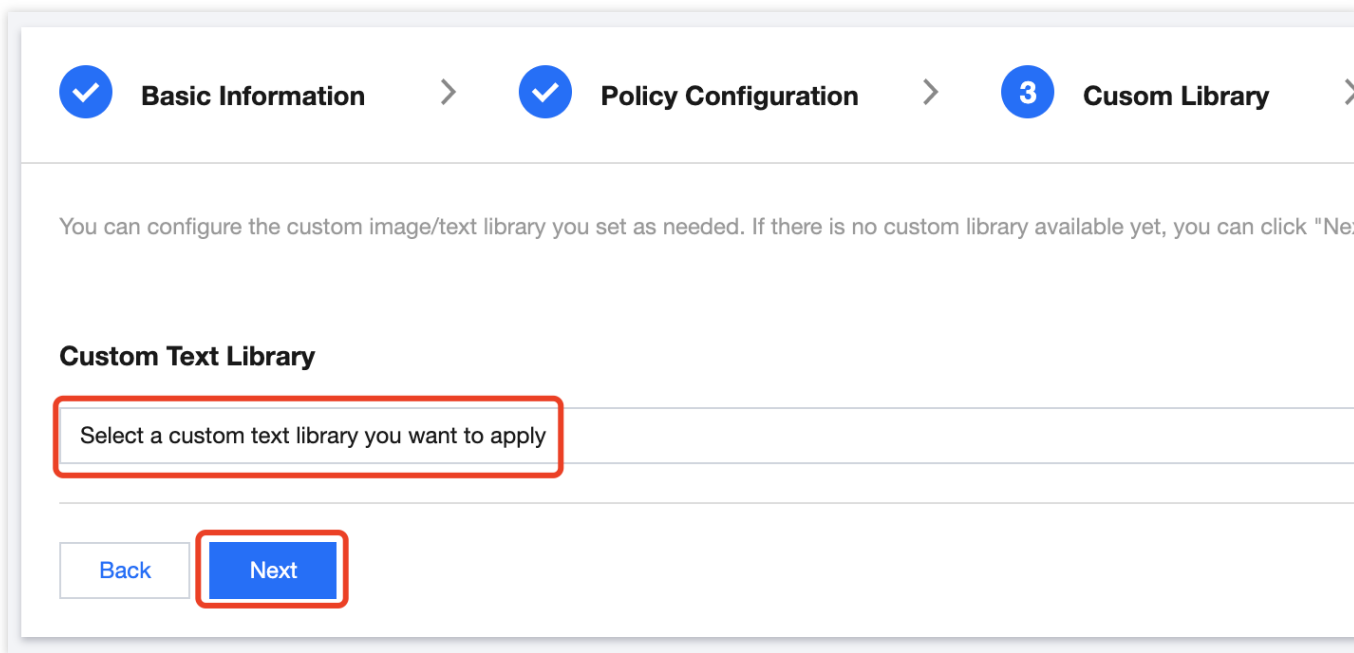 Basic Information
Policy Configuration
3 Cusom Library
You can configure the custom image/text library you set as needed. If there is no custom library available yet, you can click "Ne
Custom Text Library
Select a custom text library you want to apply
Back
Next